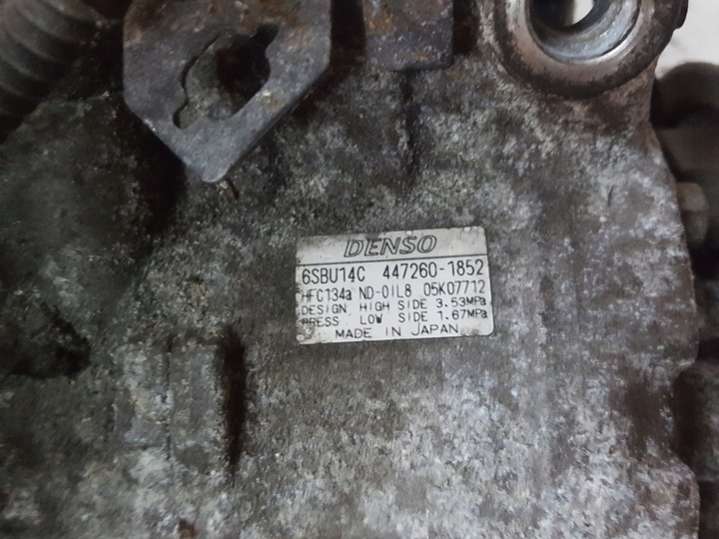 DENSO
6SBU14C 447260-1852
HFC134a ND-OIL8 05K07712
DESIGN HIGH SIDE 3.53MPa
PRESS. LOW SIDE 1.67MPa
MADE IN JAPAN